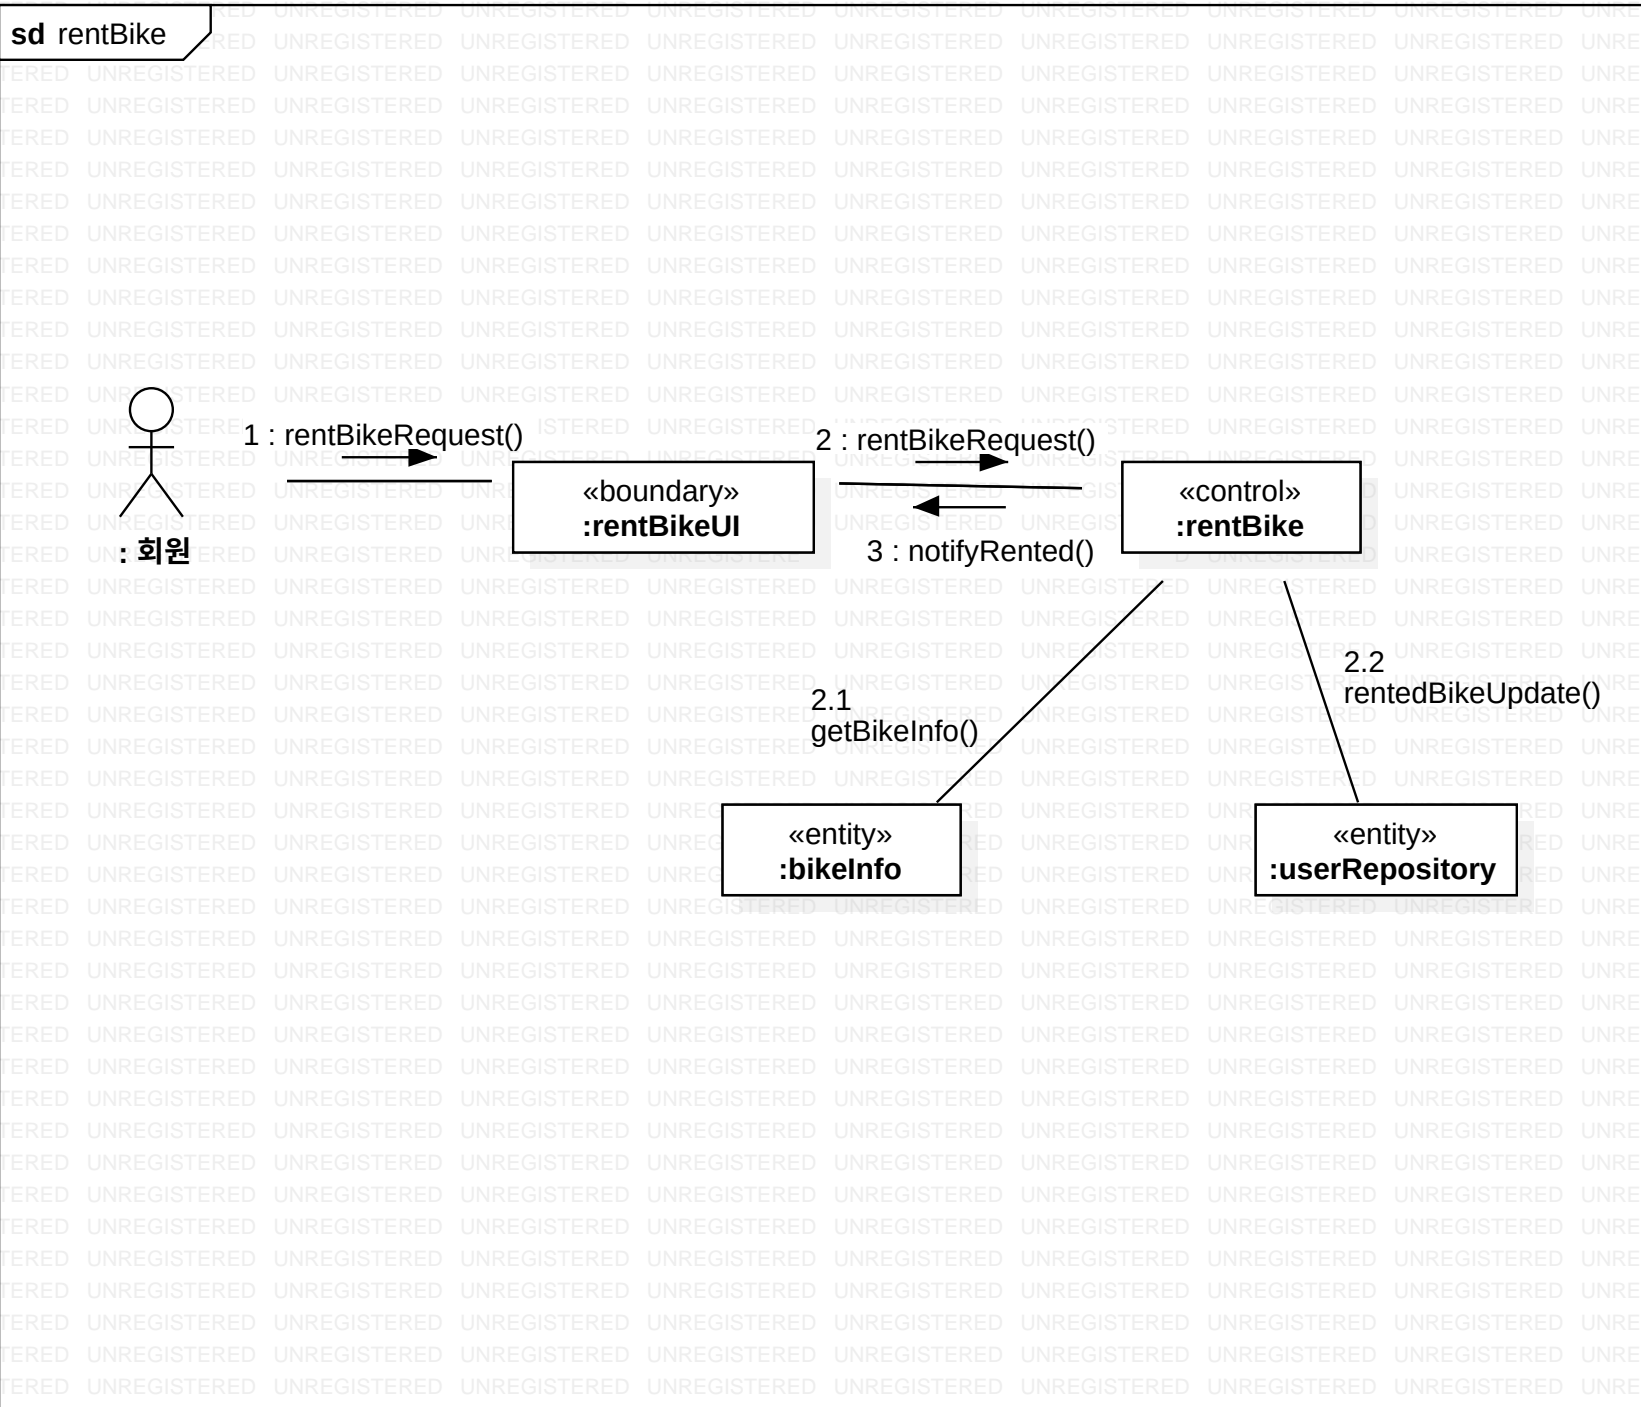 sd rentBike
1 : rentBikeRequest()
2 : rentBikeRequest()
«boundary»
:rentBikeUI
«control»
:rentBike
: 회원
3 : notifyRented()
2.1
getBikeInfo()
2.2
rentedBikeUpdate()
«entity»
:bikeInfo
«entity»
:userRepository
UNREGISTERED